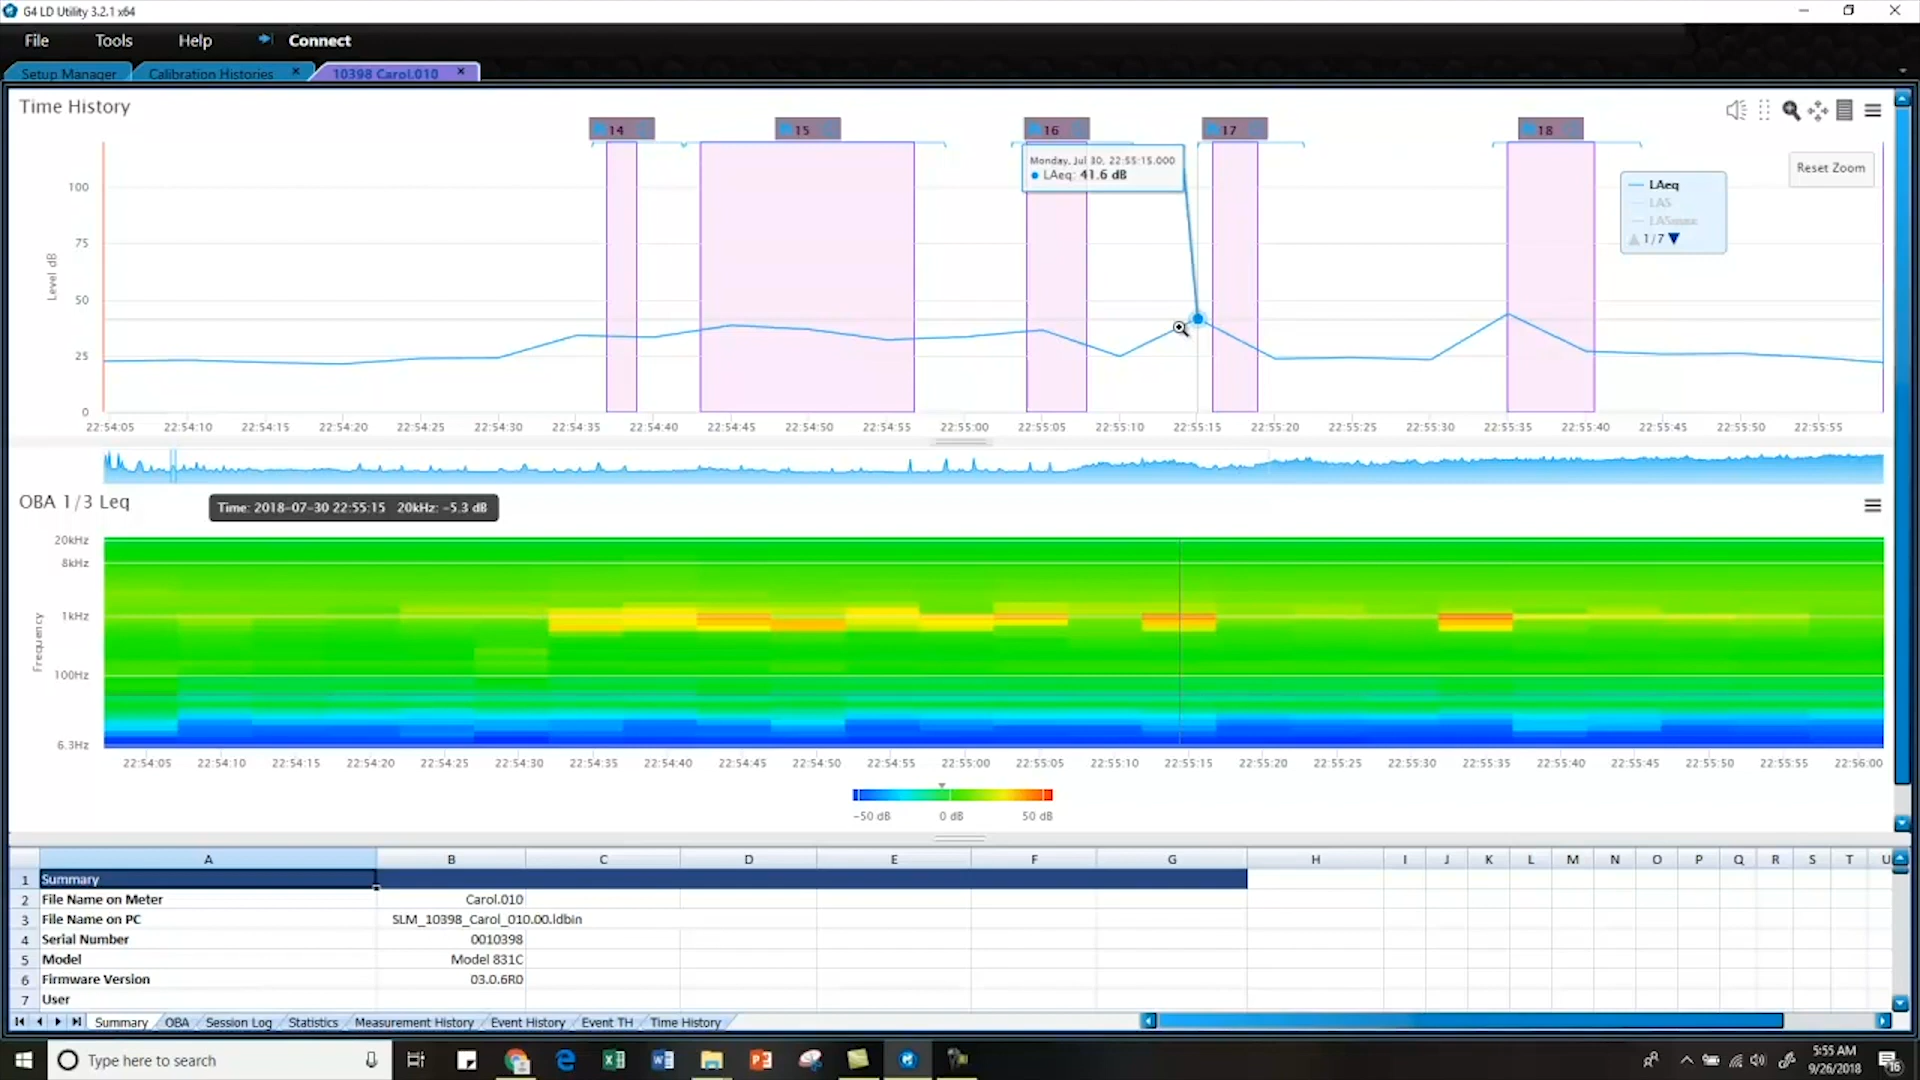 G4 LD Utility 3.2.1 x64
File Tools Help Connect
Setup Manager Calibration Histories × 10398 Carol.010 ×
Time History
14 15 16 17 18
Monday, Jul 30, 22:55:15.000
LAeq: 41.6 dB
Reset Zoom
LAeq
LAS
LASmax
1/7
Level dB
100
75
50
25
0
22:54:05 22:54:10 22:54:15 22:54:20 22:54:25 22:54:30 22:54:35 22:54:40 22:54:45 22:54:50 22:54:55 22:55:00 22:55:05 22:55:10 22:55:15 22:55:20 22:55:25 22:55:30 22:55:35 22:55:40 22:55:45 22:55:50 22:55:55
OBA 1/3 Leq
Time: 2018-07-30 22:55:15 20kHz: -5.3 dB
Frequency
20kHz
8kHz
1kHz
100Hz
6.3Hz
22:54:05 22:54:10 22:54:15 22:54:20 22:54:25 22:54:30 22:54:35 22:54:40 22:54:45 22:54:50 22:54:55 22:55:00 22:55:05 22:55:10 22:55:15 22:55:20 22:55:25 22:55:30 22:55:35 22:55:40 22:55:45 22:55:50 22:55:55 22:56:00
-50 dB 0 dB 50 dB
A B C D E F G H I J K L M N O P Q R S T U
1 Summary
2 File Name on Meter Carol.010
3 File Name on PC SLM_10398_Carol_010.00.ldbin
4 Serial Number 0010398
5 Model Model 831C
6 Firmware Version 03.0.6R0
7 User
Summary OBA Session Log Statistics Measurement History Event History Event TH Time History
Type here to search
5:55 AM
9/26/2018
16